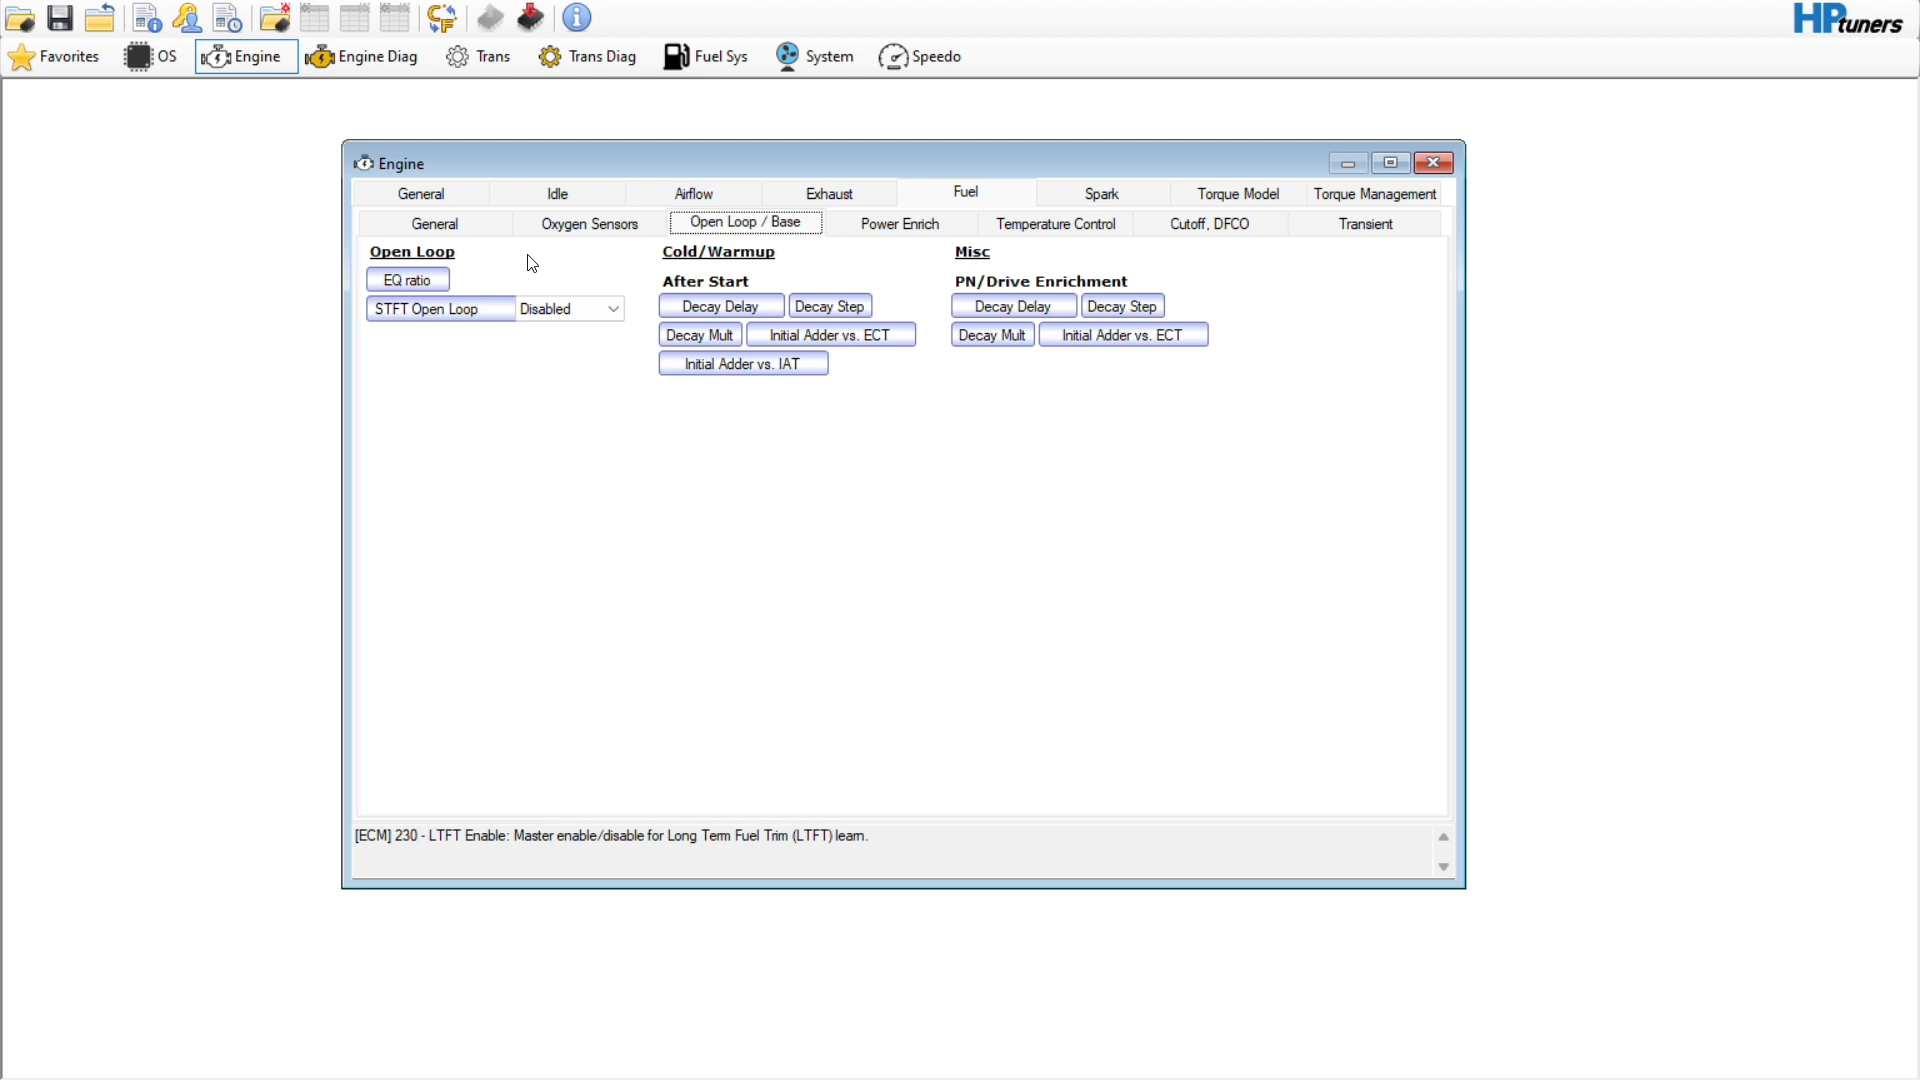 HPtuners
Favorites OS Engine Engine Diag Trans Trans Diag Fuel Sys System Speedo
Engine
General Idle Airflow Exhaust Fuel Spark Torque Model Torque Management
General Oxygen Sensors Open Loop / Base Power Enrich Temperature Control Cutoff, DFCO Transient
Open Loop Cold/Warmup Misc
EQ ratio After Start PN/Drive Enrichment
STFT Open Loop Disabled Decay Delay Decay Step Decay Delay Decay Step
Decay Mult Initial Adder vs. ECT Decay Mult Initial Adder vs. ECT
Initial Adder vs. IAT
[ECM] 230 - LTFT Enable: Master enable/disable for Long Term Fuel Trim (LTFT) learn.